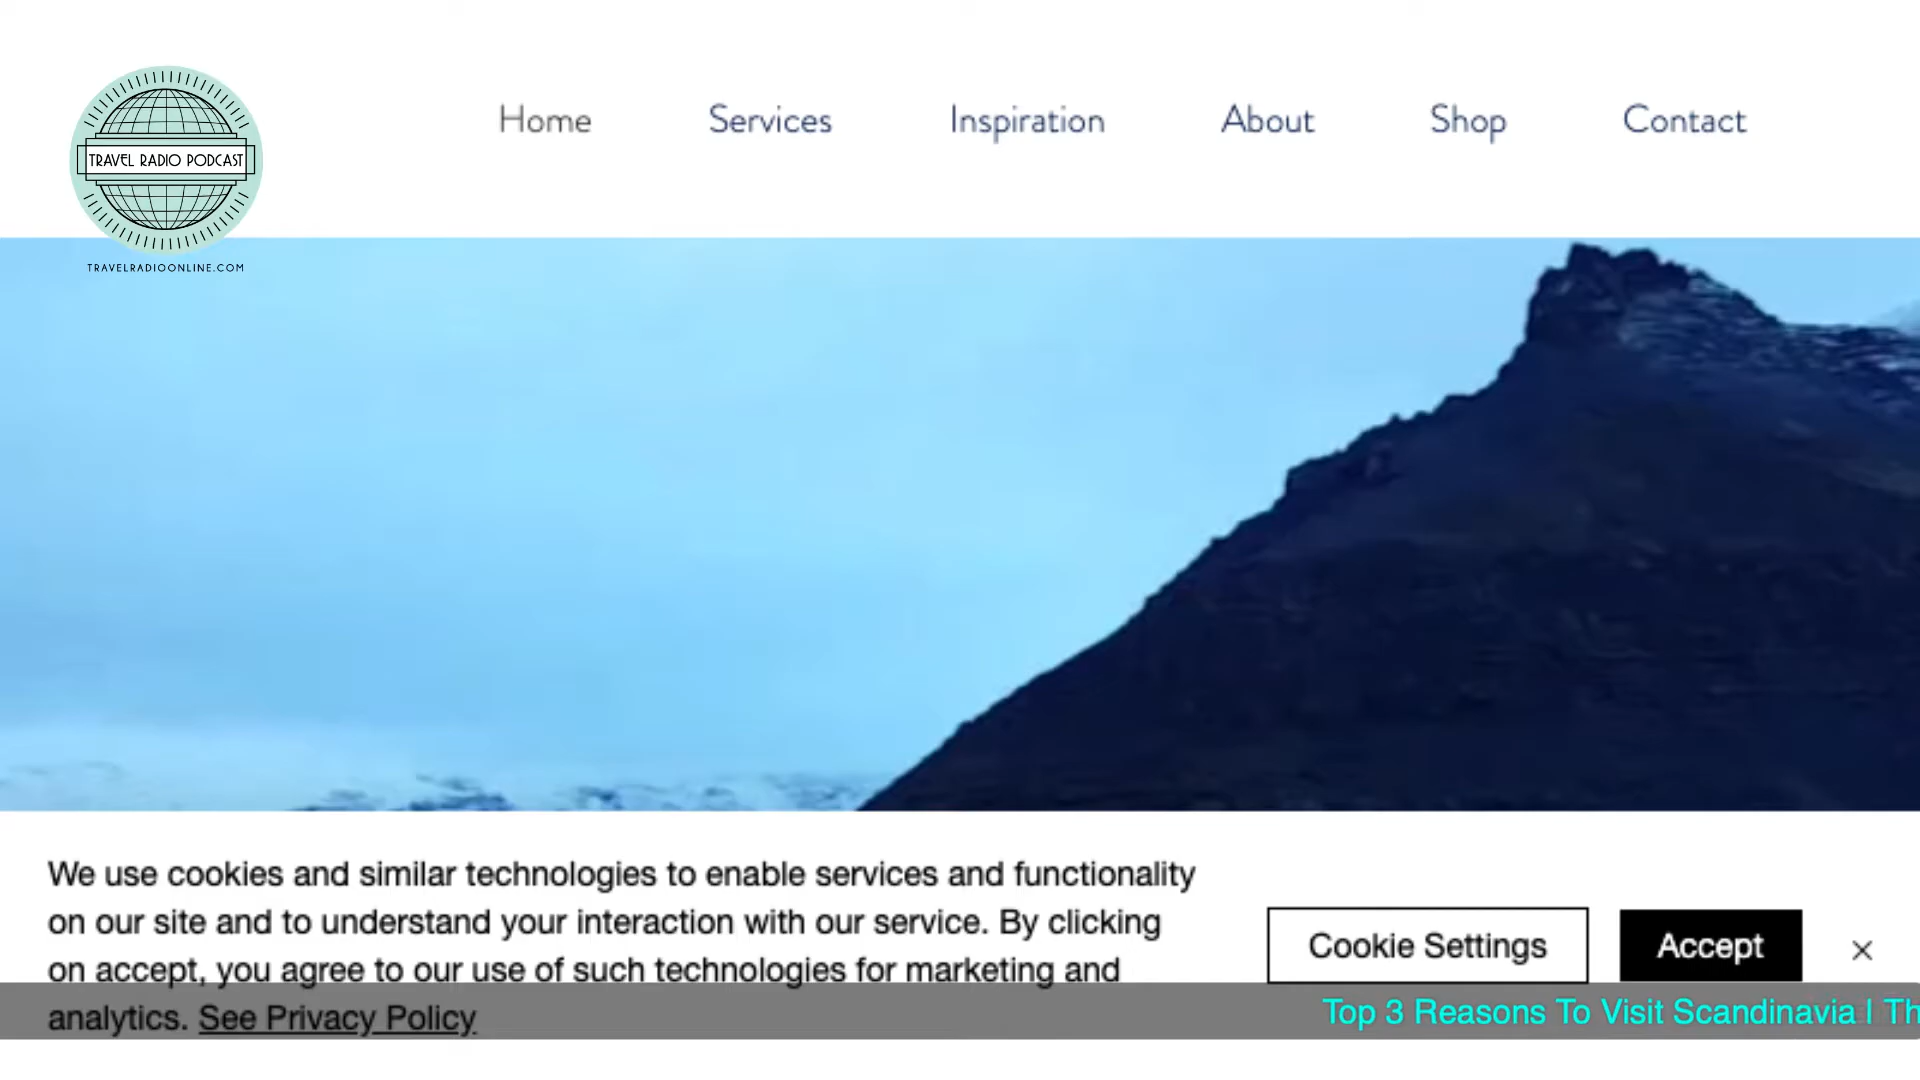 Home Services Inspiration About Shop Contact
TRAVEL RADIO PODCAST
TRAVELRADIOONLINE.COM
We use cookies and similar technologies to enable services and functionality
on our site and to understand your interaction with our service. By clicking
on accept, you agree to our use of such technologies for marketing and
analytics. See Privacy Policy
Cookie Settings
Accept
Top 3 Reasons To Visit Scandinavia I Th